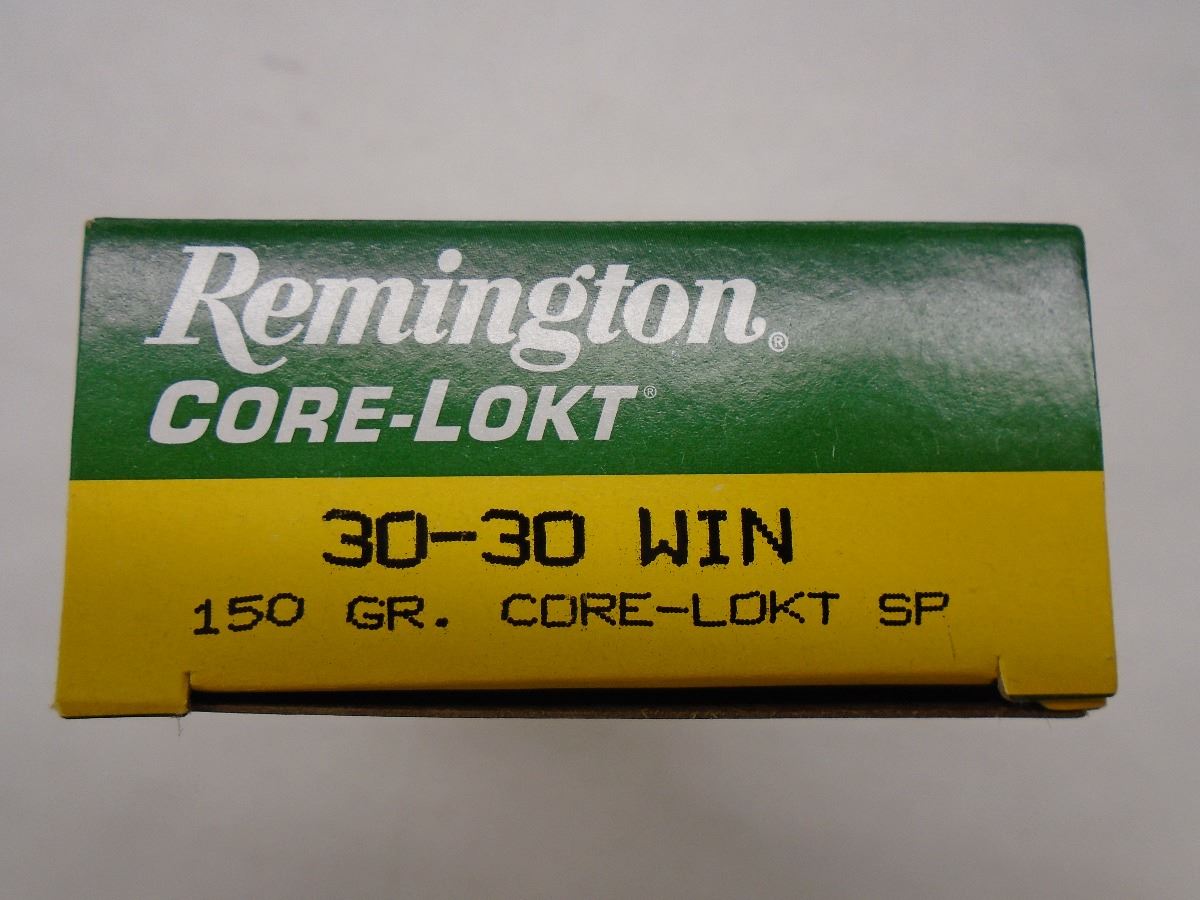 Remington®
CORE-LOKT®
30-30 WIN
150 GR. CORE-LOKT SP